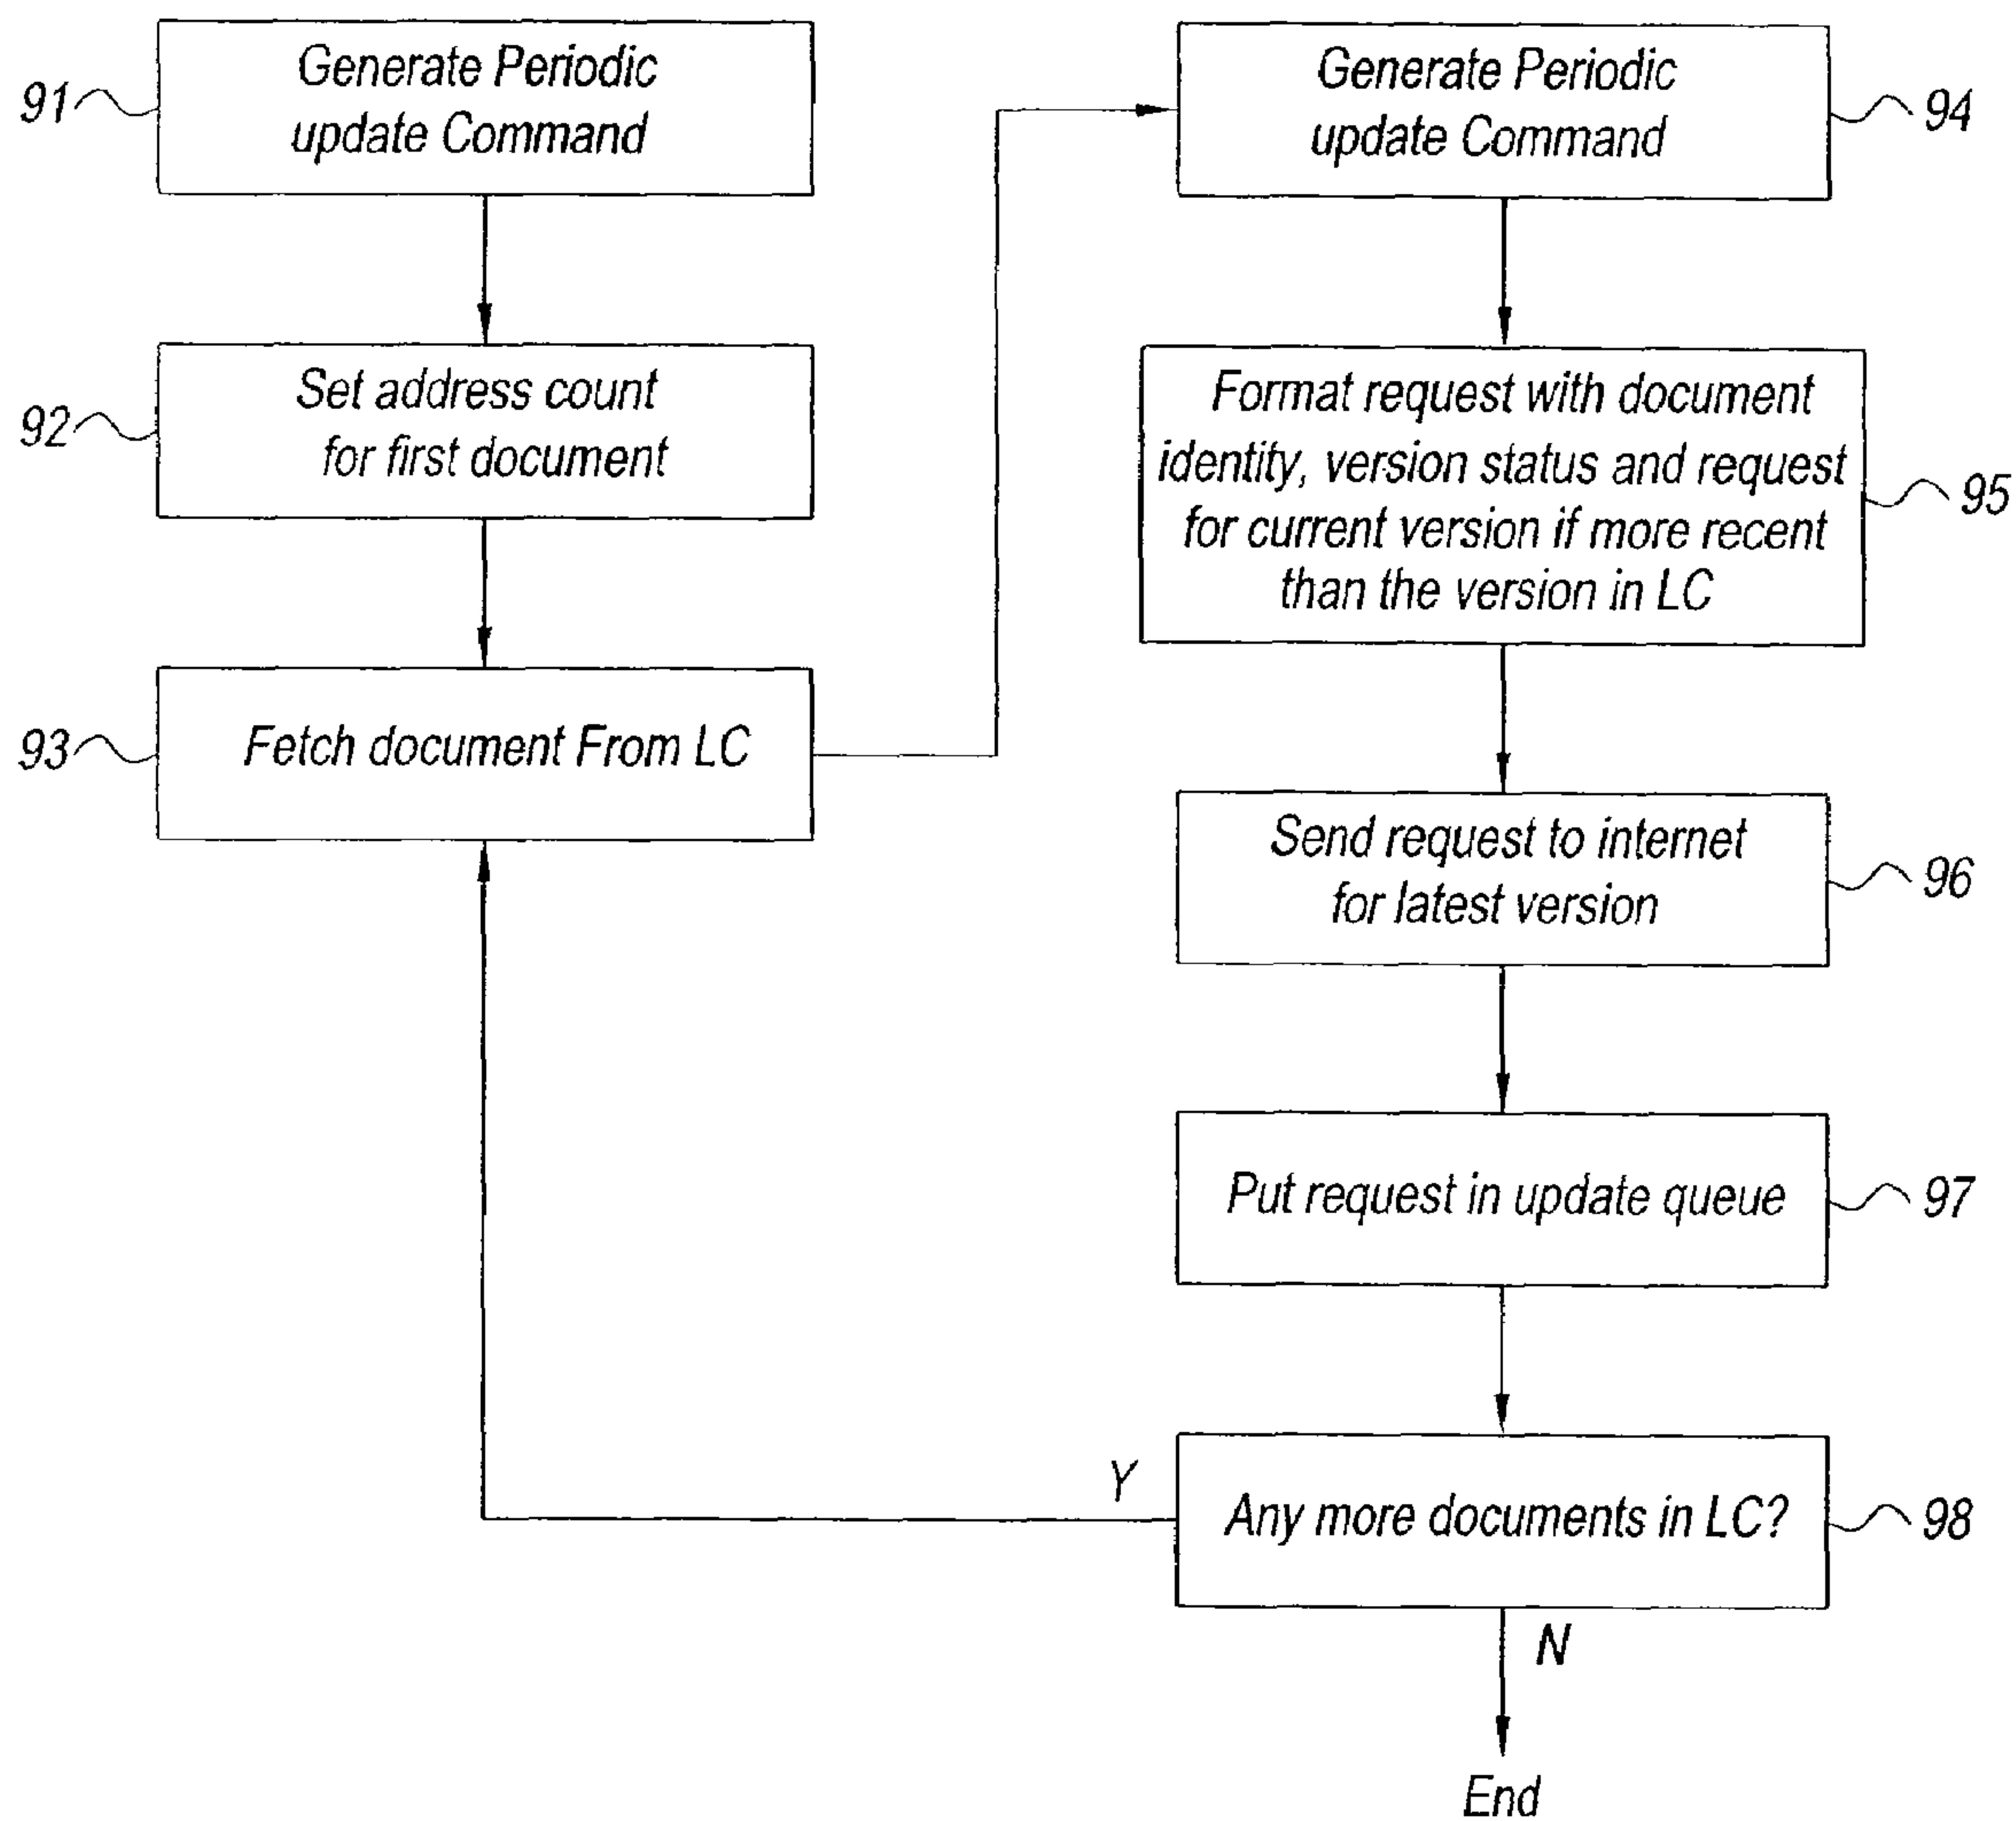 91
Generate Periodic
update Command
92
Set address count
for first document
93
Fetch document From LC
94
Generate Periodic
update Command
95
Format request with document
identity, version status and request
for current version if more recent
than the version in LC
96
Send request to internet
for latest version
97
Put request in update queue
98
Any more documents in LC?
Y
N
End